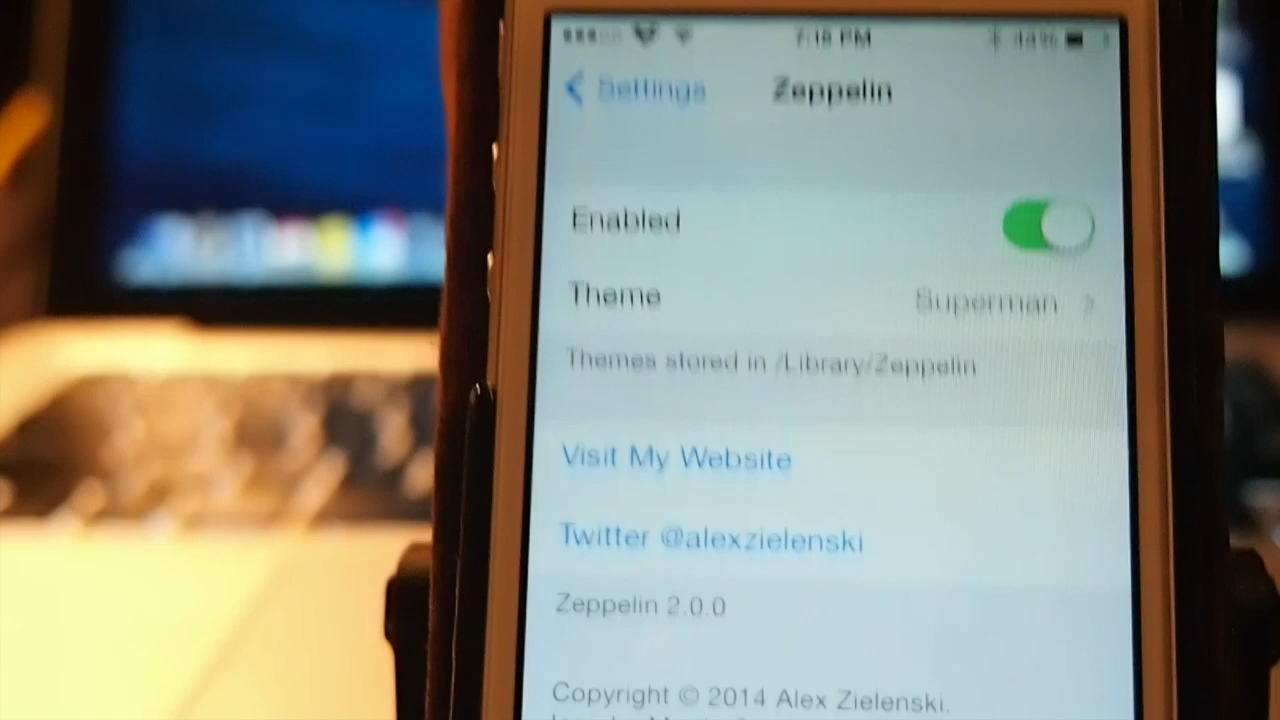 7:18 PM 44%
Settings Zeppelin
Enabled
Theme Superman
Themes stored in /Library/Zeppelin
Visit My Website
Twitter @alexzielenski
Zeppelin 2.0.0
Copyright © 2014 Alex Zielenski.